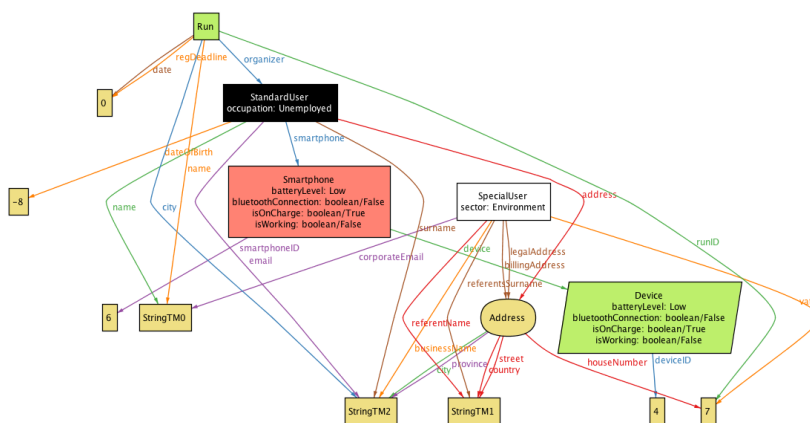 Run
regDeadline
date
organizer
0
StandardUser
occupation: Unemployed
smartphone
dateOfBirth
name
Smartphone
batteryLevel: Low
bluetoothConnection: boolean/False
isOnCharge: boolean/True
isWorking: boolean/False
SpecialUser
sector: Environment
address
-8
name
city
surname
smartphoneID
email
corporateEmail
device
legalAddress
billingAddress
referentsSurname
runID
Device
batteryLevel: Low
bluetoothConnection: boolean/False
isOnCharge: boolean/True
isWorking: boolean/False
6
StringTM0
referentName
Address
businessName
city
province
street
country
houseNumber
deviceID
StringTM2
StringTM1
4
7